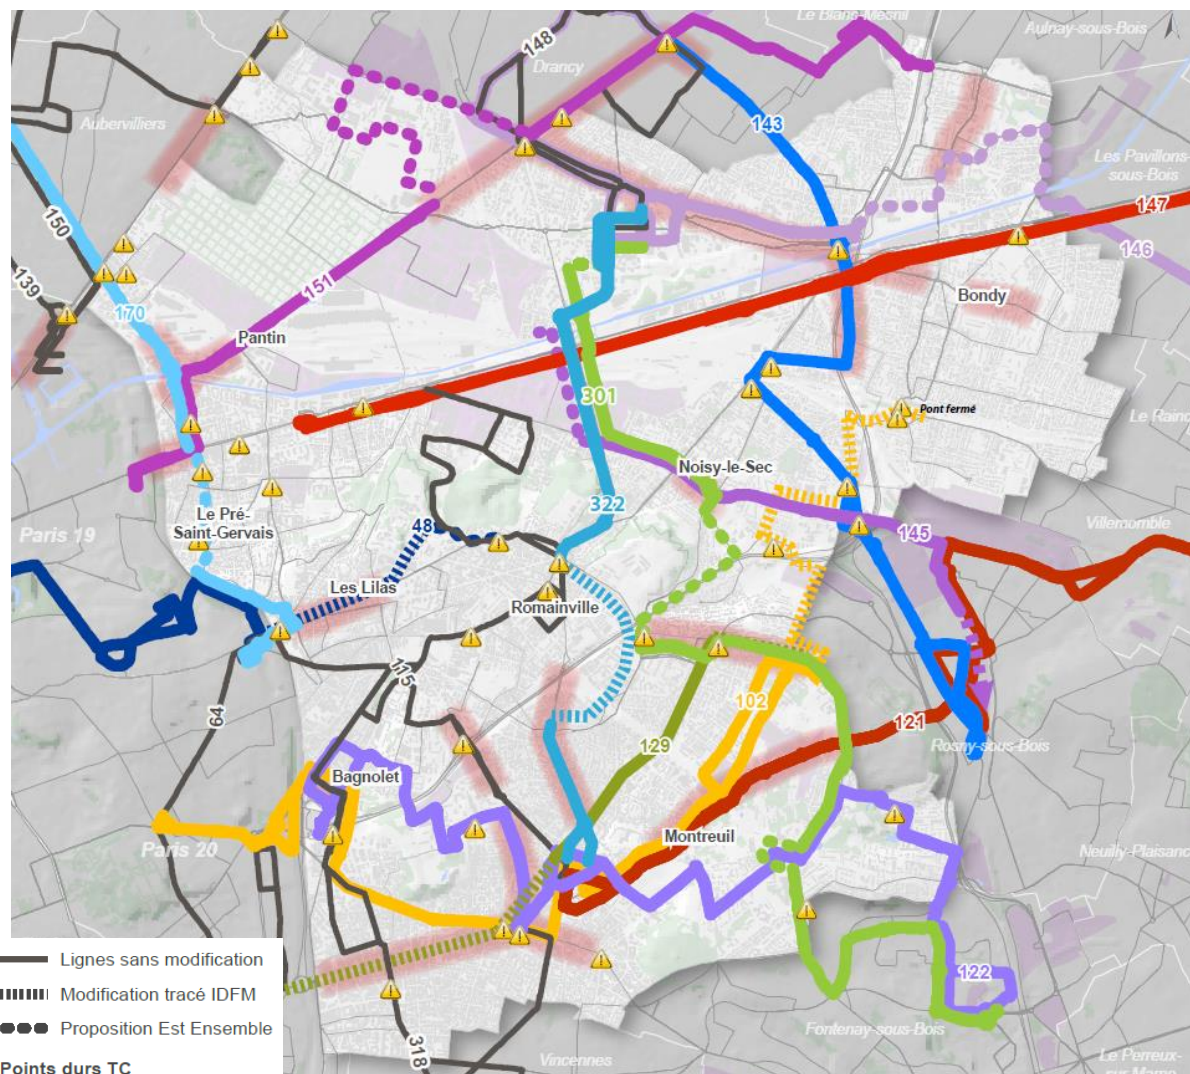 Le Blanc-Mesnil
Aulnay-sous-Bois
148
Drancy
Aubervilliers
143
Les Pavillons-
sous-Bois
147
150
146
139
151
170
Bondy
Pantin
301
Le Rainc
Pont fermé
Noisy-le-Sec
322
Le Pré-
Saint-Gervais
48
145
Villemomble
Paris 19
Les Lilas
Romainville
115
64
102
121
129
Rosny-sous-Bois
Bagnolet
Montreuil
Paris 20
Neuilly-Plaisanc
122
Lignes sans modification
Modification tracé IDFM
Proposition Est Ensemble
Fontenay-sous-Bois
318
Vincennes
Le Perreux-
sur-Marne
Points durs TC